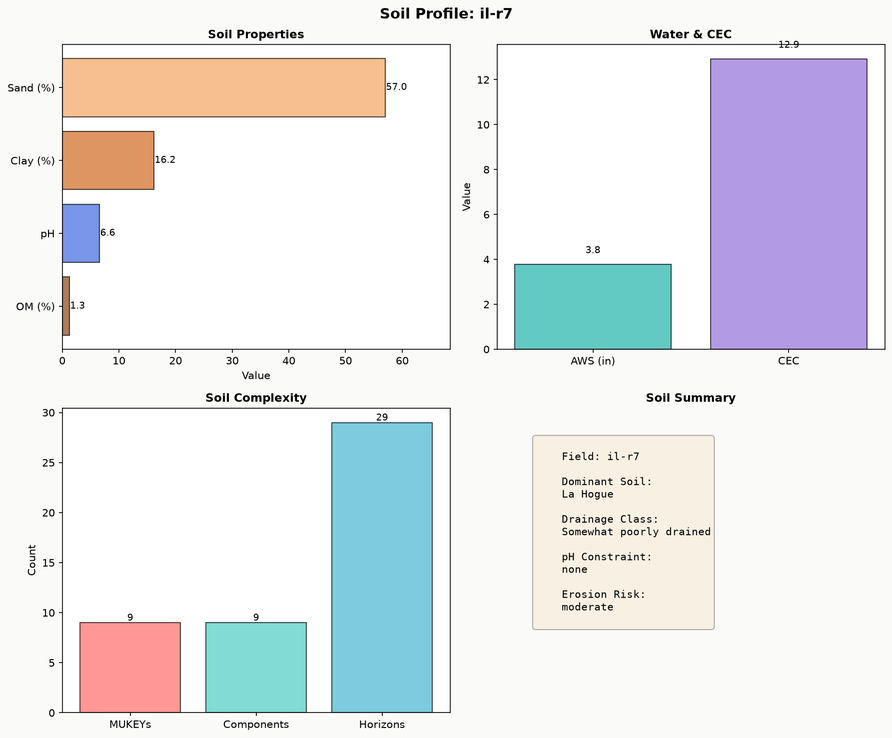 Soil Profile: il-r7
Soil Properties
Sand (%)
57.0
Clay (%)
16.2
pH
6.6
OM (%)
1.3
0 10 20 30 40 50 60
Value
Water & CEC
12.9
12
10
8
6
4
2
0
Value
3.8
AWS (in) CEC
Soil Complexity
30
25
20
15
10
5
0
Count
9
9
29
MUKEYs Components Horizons
Soil Summary
Field: il-r7
Dominant Soil:
La Hogue
Drainage Class:
Somewhat poorly drained
pH Constraint:
none
Erosion Risk:
moderate